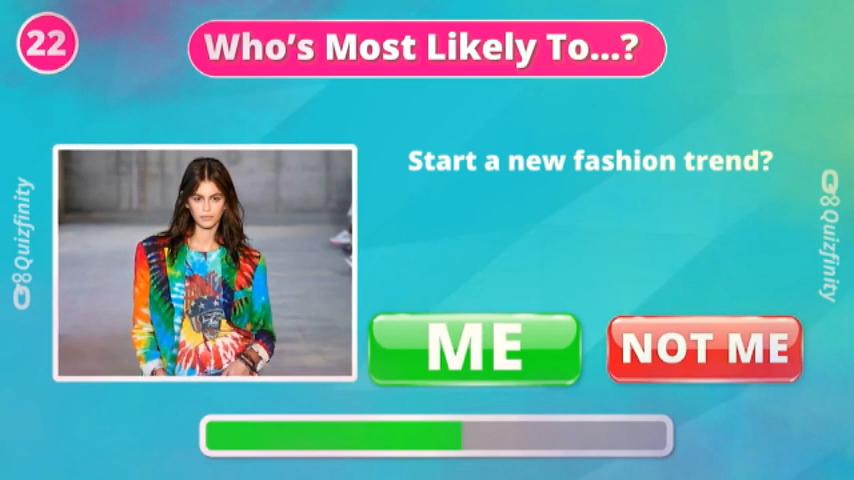 22
Who's Most Likely To...?
Start a new fashion trend?
Quizfinity
Quizfinity
ME
NOT ME